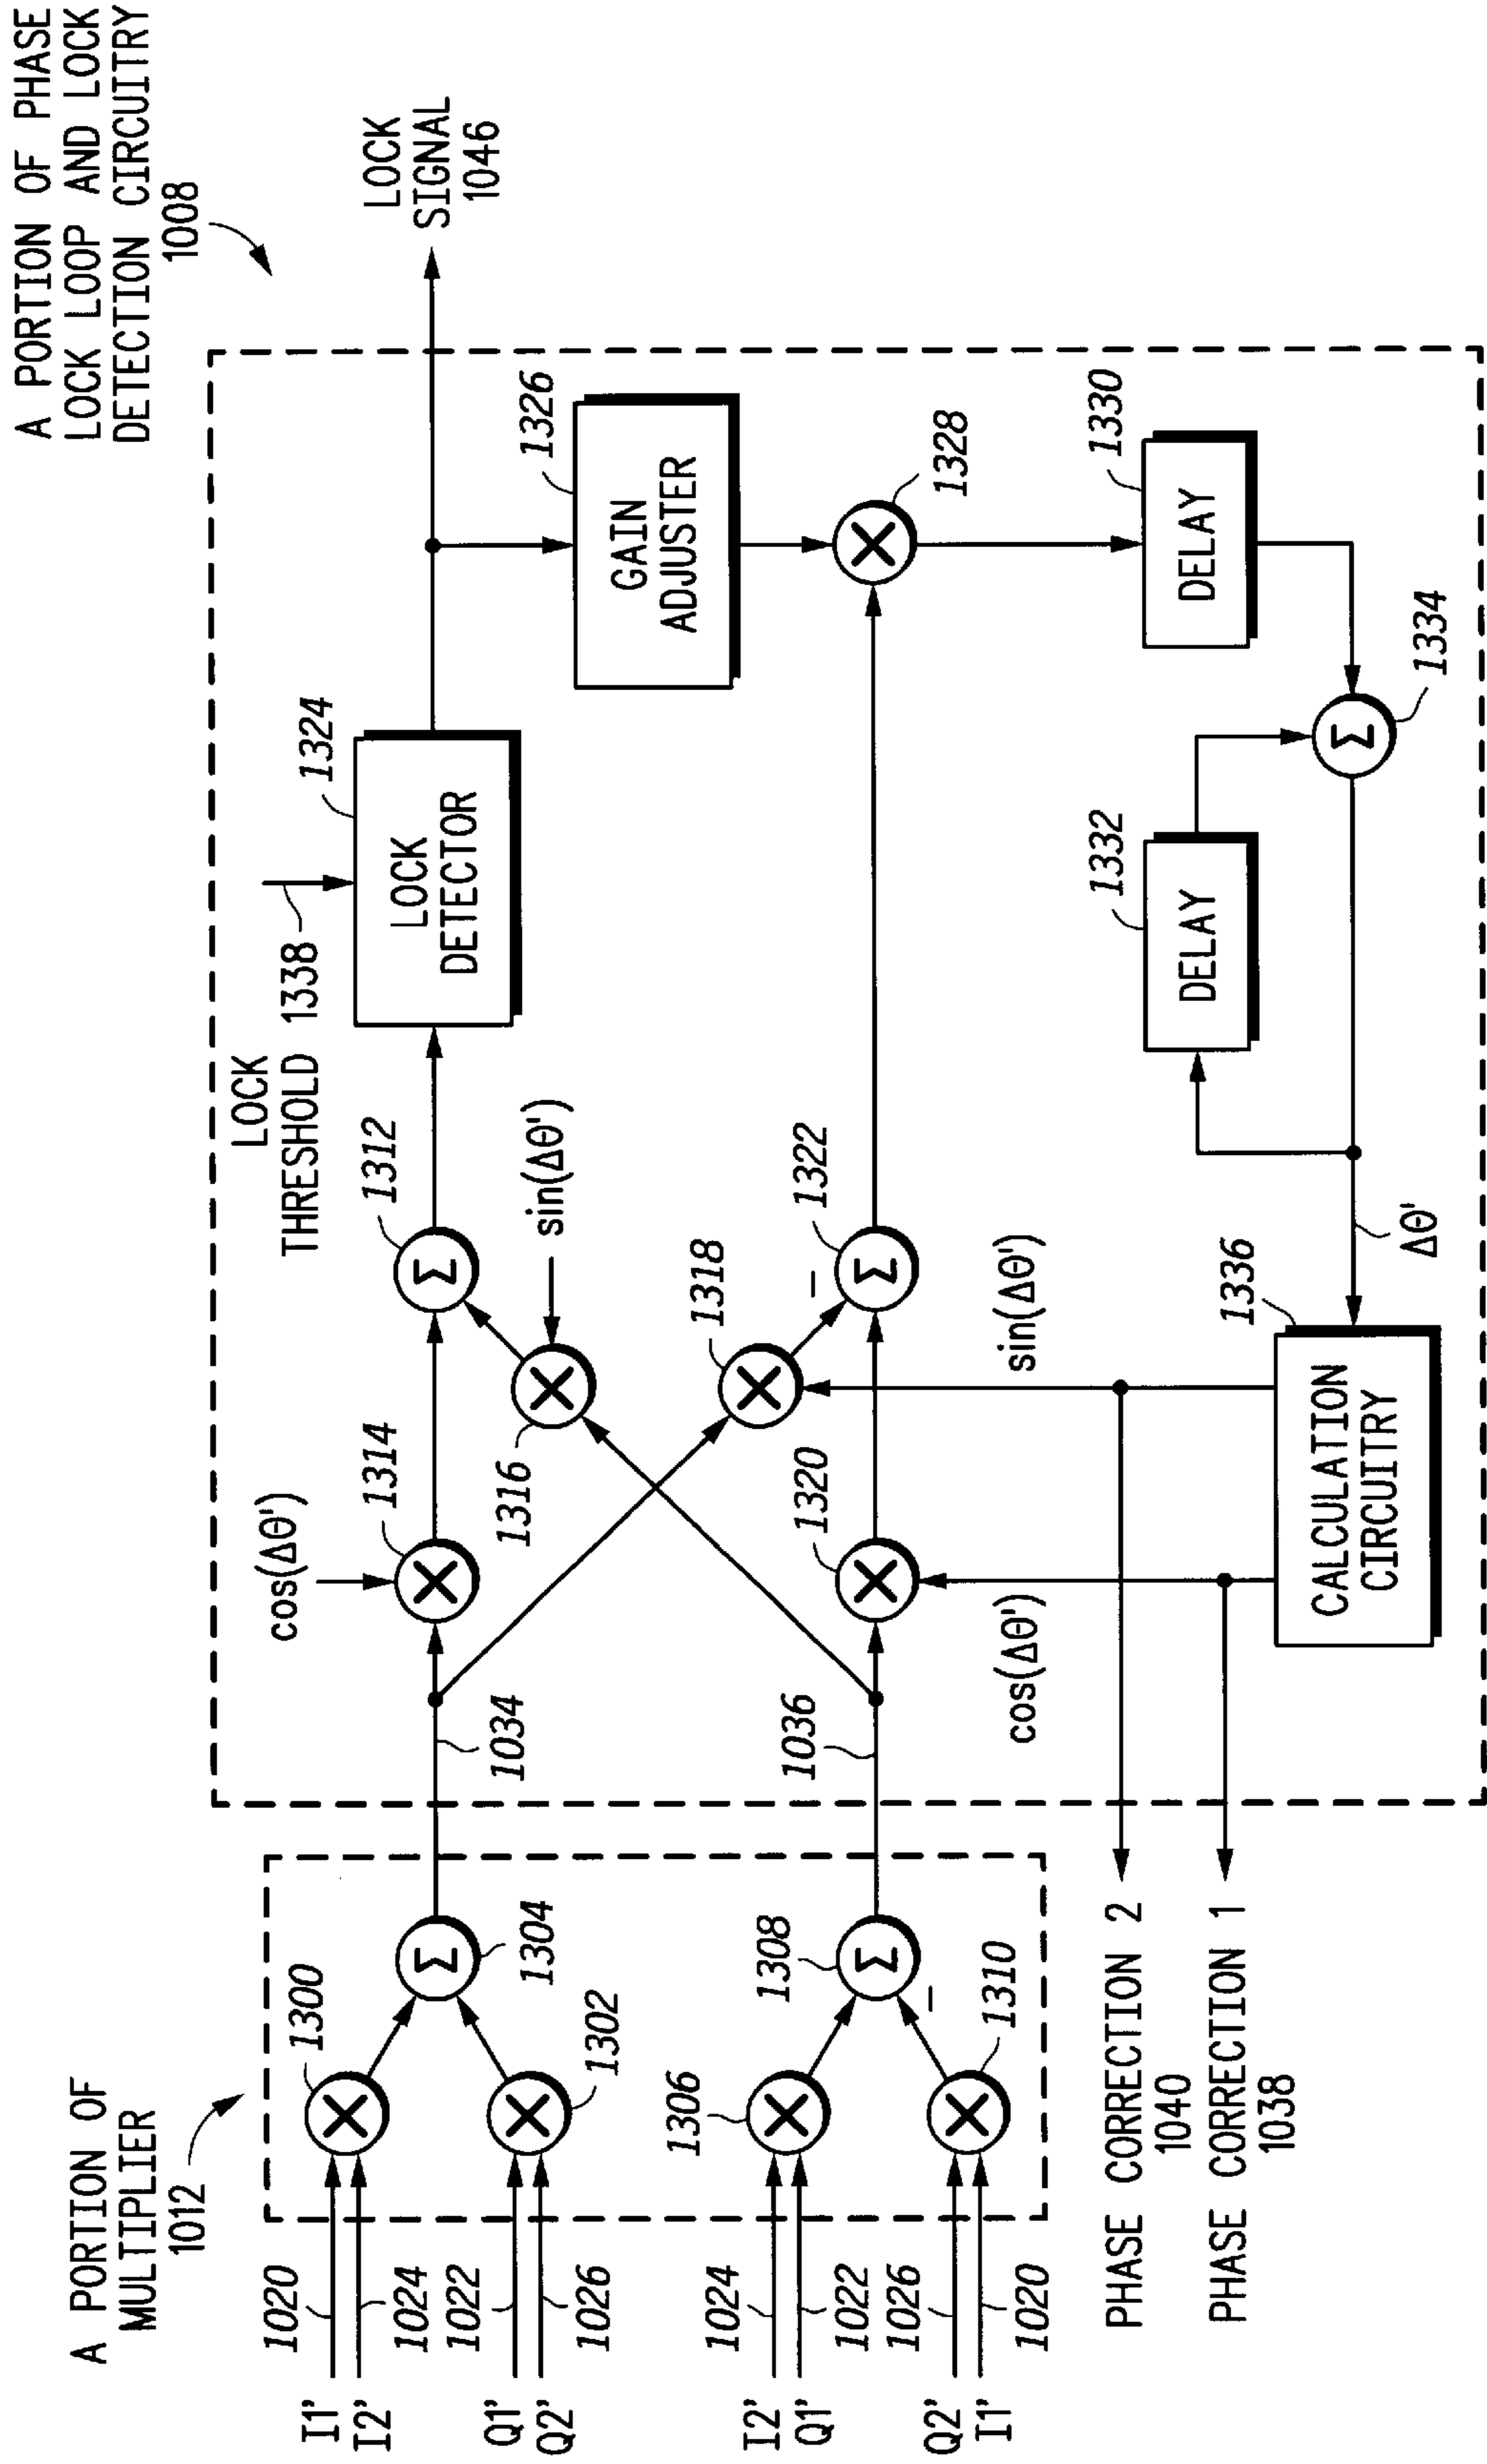 A PORTION OF PHASE
LOCK LOOP AND LOCK
DETECTION CIRCUITRY
1008
A PORTION OF
MULTIPLIER
1012
LOCK
SIGNAL
1046
LOCK
THRESHOLD 1338
1324
LOCK
DETECTOR
1326
GAIN
ADJUSTER
1328
1330
DELAY
1332
DELAY
1334
Δθ'
1336
CALCULATION
CIRCUITRY
cos(Δθ')
1314
1312
sin(Δθ')
1316
1318
1322
−
sin(Δθ')
1320
cos(Δθ')
1034
1036
1300
1304
1302
1306
1308
1310
−
I1' 1020
I2' 1024
Q1' 1022
Q2' 1026
I2' 1024
Q1' 1022
Q2' 1026
I1' 1020
Σ
Σ
Σ
Σ
Σ
PHASE CORRECTION 2
1040
PHASE CORRECTION 1
1038